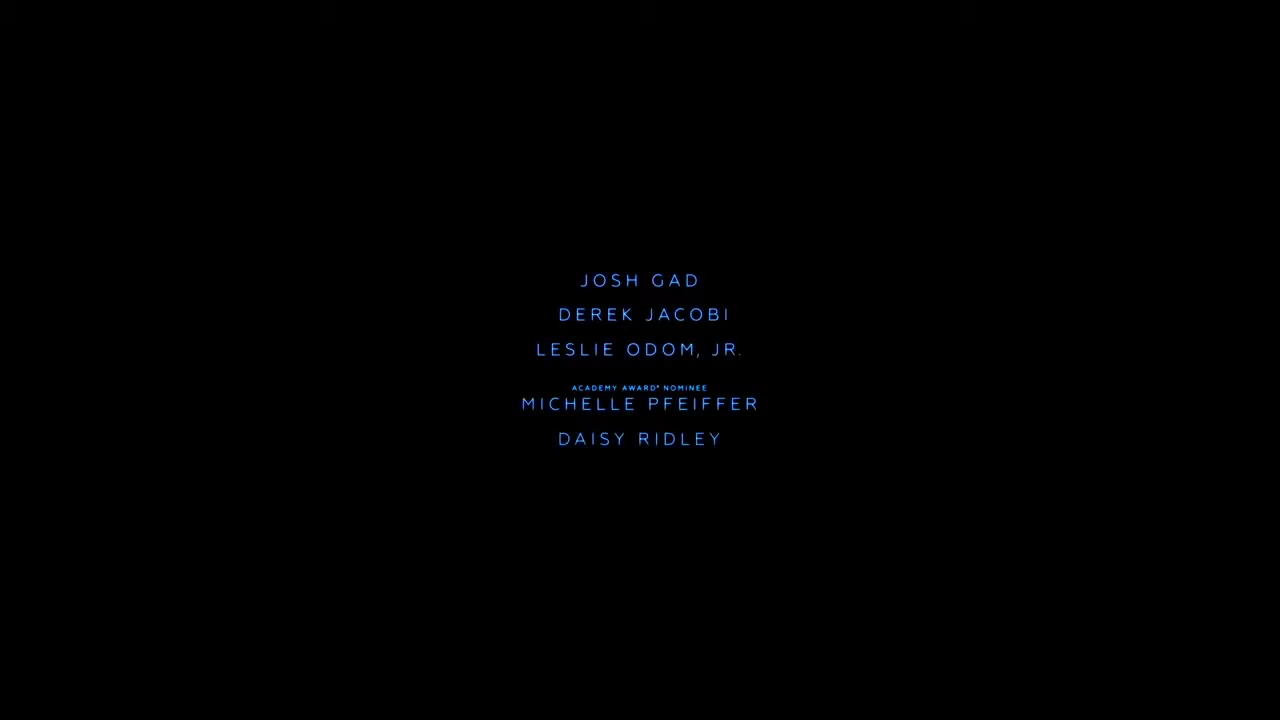 JOSH GAD
DEREK JACOBI
LESLIE ODOM, JR.
ACADEMY AWARD® NOMINEE
MICHELLE PFEIFFER
DAISY RIDLEY